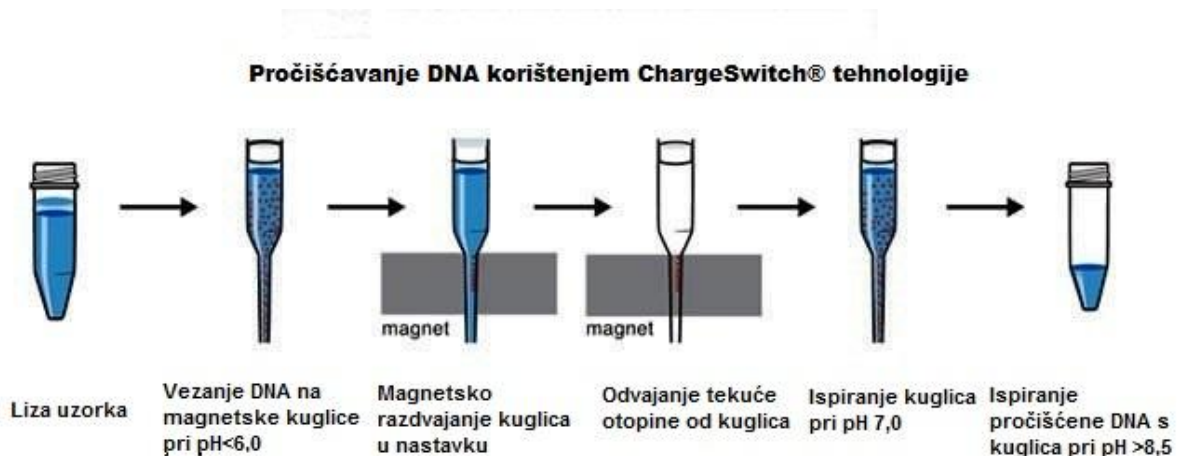 Pročišćavanje DNA korištenjem ChargeSwitch® tehnologije
magnet
magnet
Liza uzorka
Vezanje DNA na
magnetske kuglice
pri pH<6,0
Magnetsko
razdvajanje kuglica
u nastavku
Odvajanje tekuće
otopine od kuglica
Ispiranje kuglica
pri pH 7,0
Ispiranje
pročišćene DNA s
kuglica pri pH >8,5